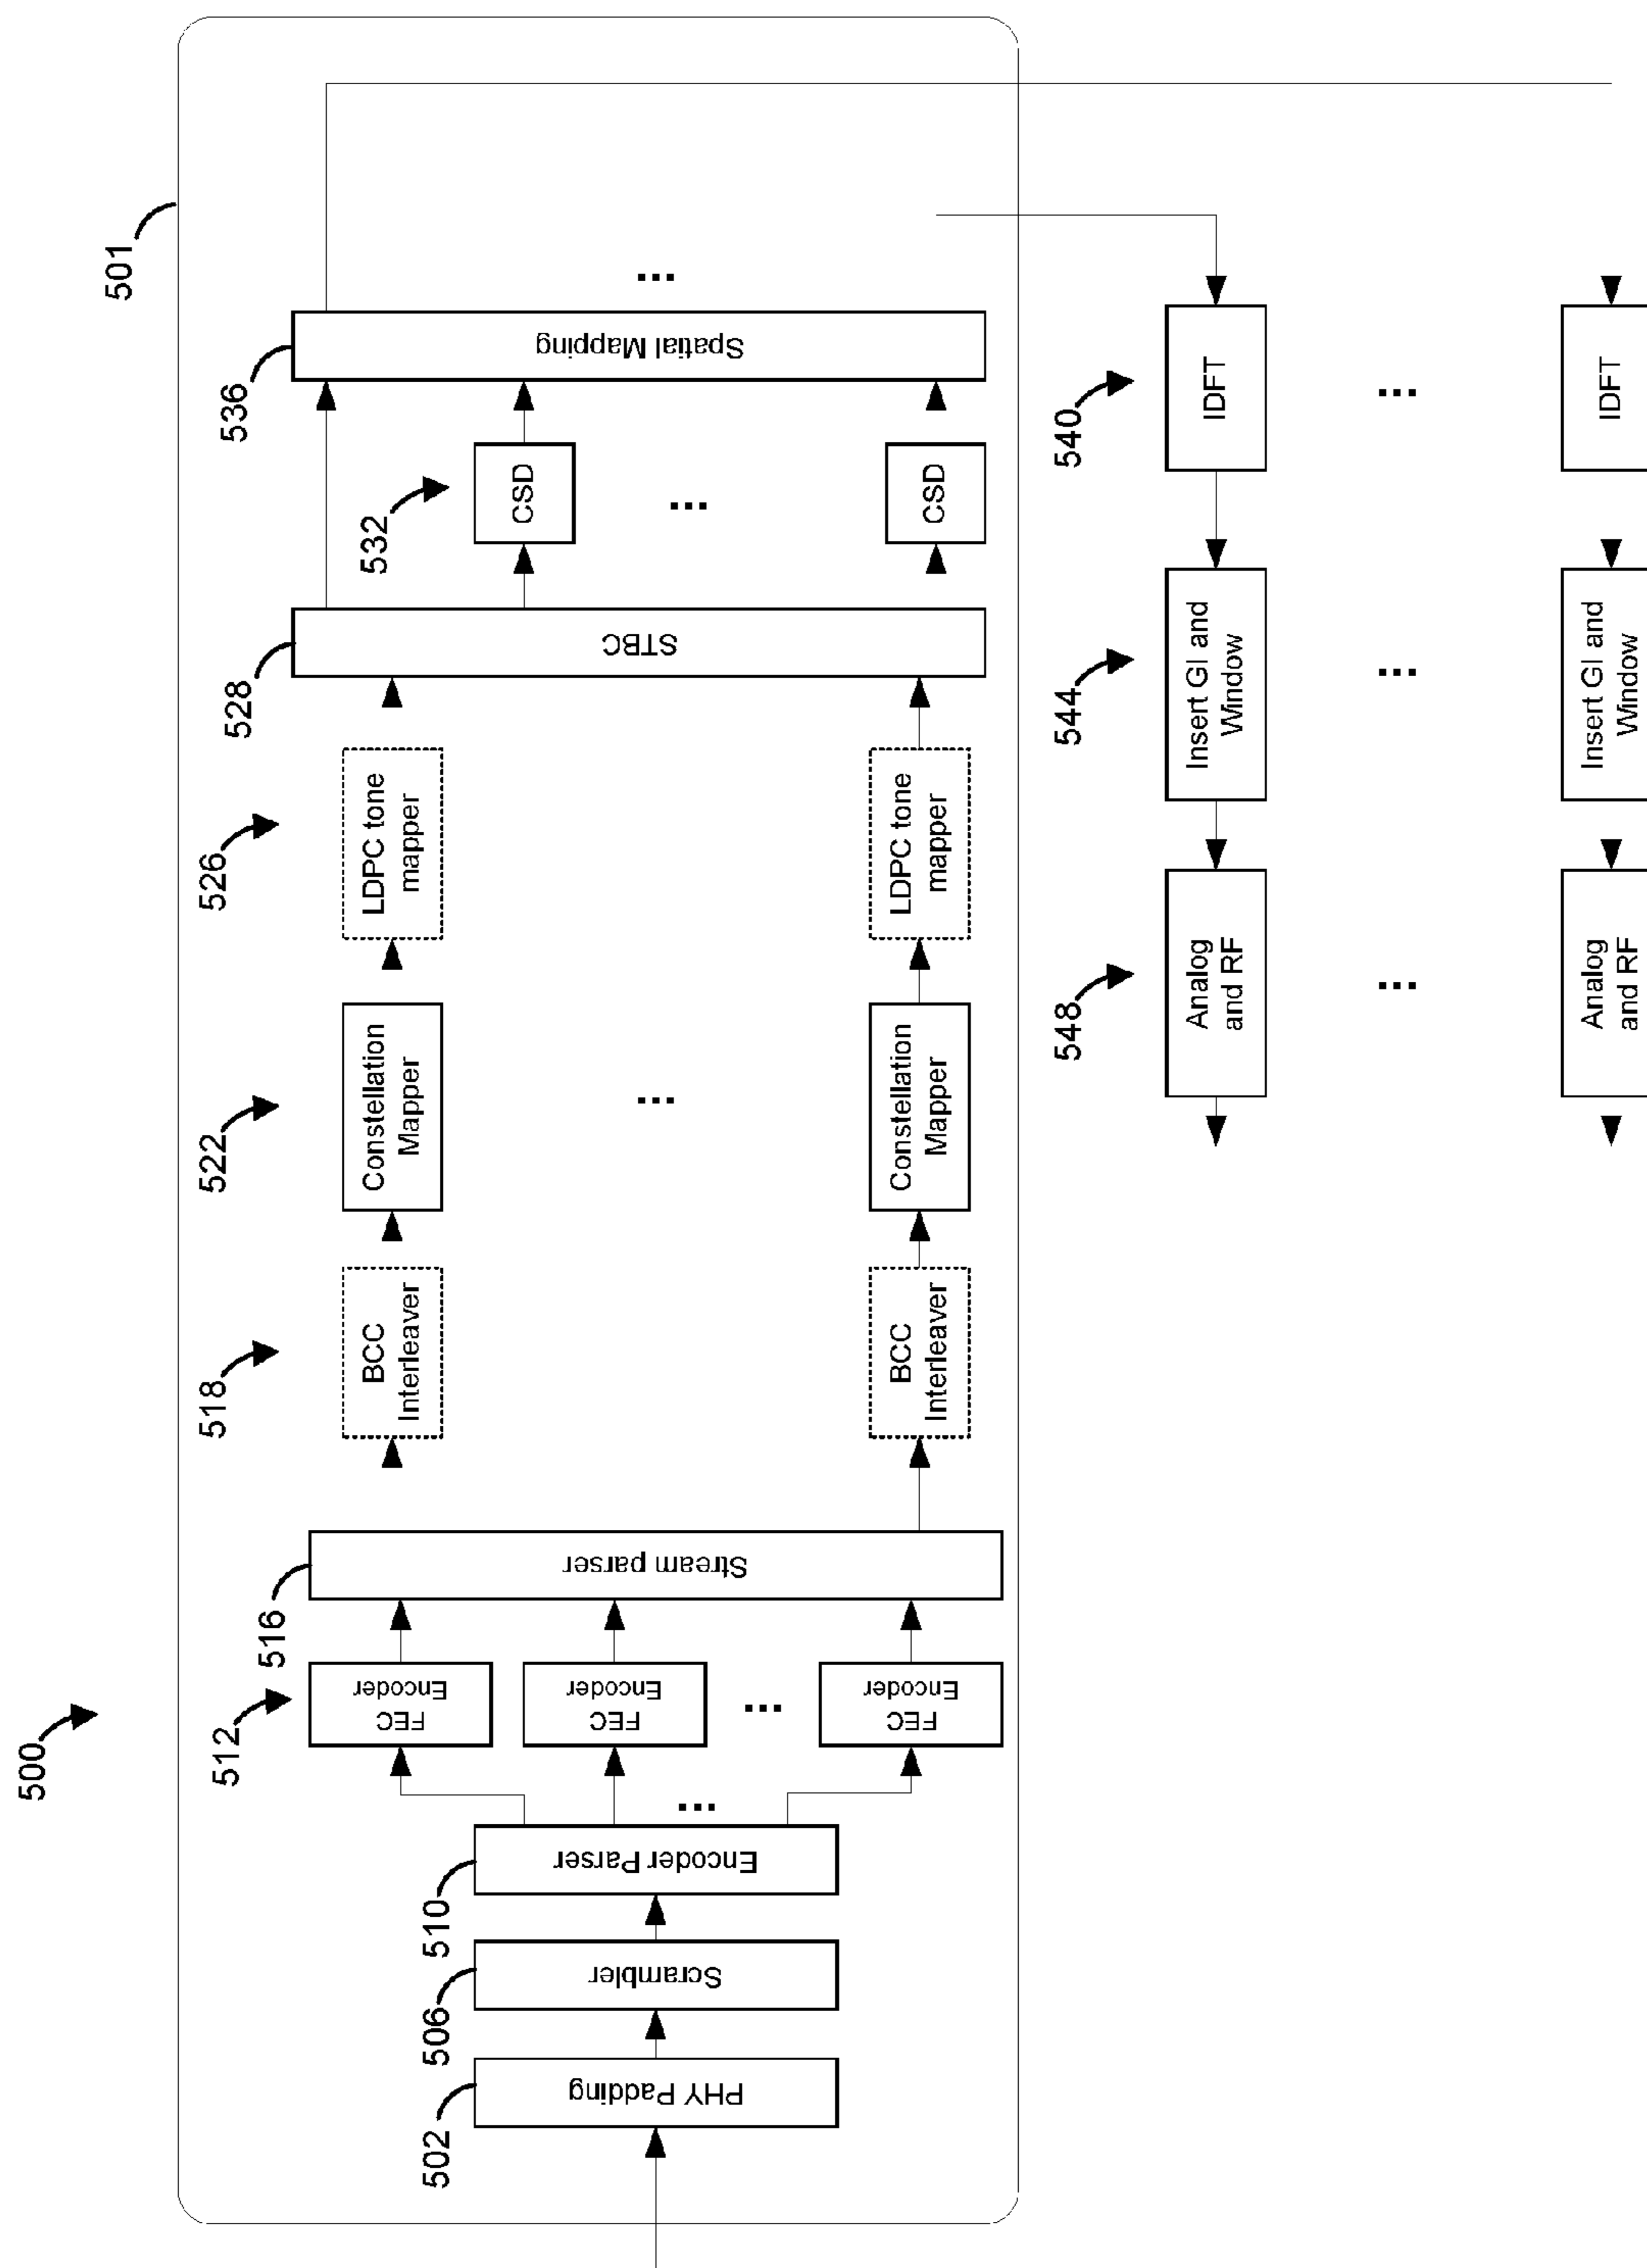 500
501
502
PHY Padding
506
Scrambler
510
Encoder Parser
...
512
FEC
Encoder
FEC
Encoder
...
FEC
Encoder
516
Stream parser
518
BCC
Interleaver
BCC
Interleaver
522
Constellation
Mapper
...
Constellation
Mapper
526
LDPC tone
mapper
LDPC tone
mapper
528
STBC
532
CSD
...
CSD
536
Spatial Mapping
...
540
IDFT
...
IDFT
544
Insert GI and
Window
...
Insert GI and
Window
548
Analog
and RF
...
Analog
and RF